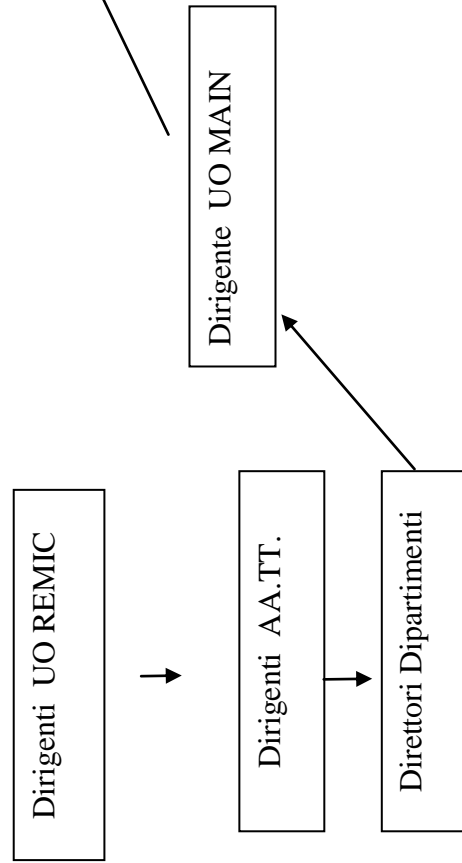 Dirigenti UO REMIC
Dirigenti AA.TT.
Direttori Dipartimenti
Dirigente UO MAIN